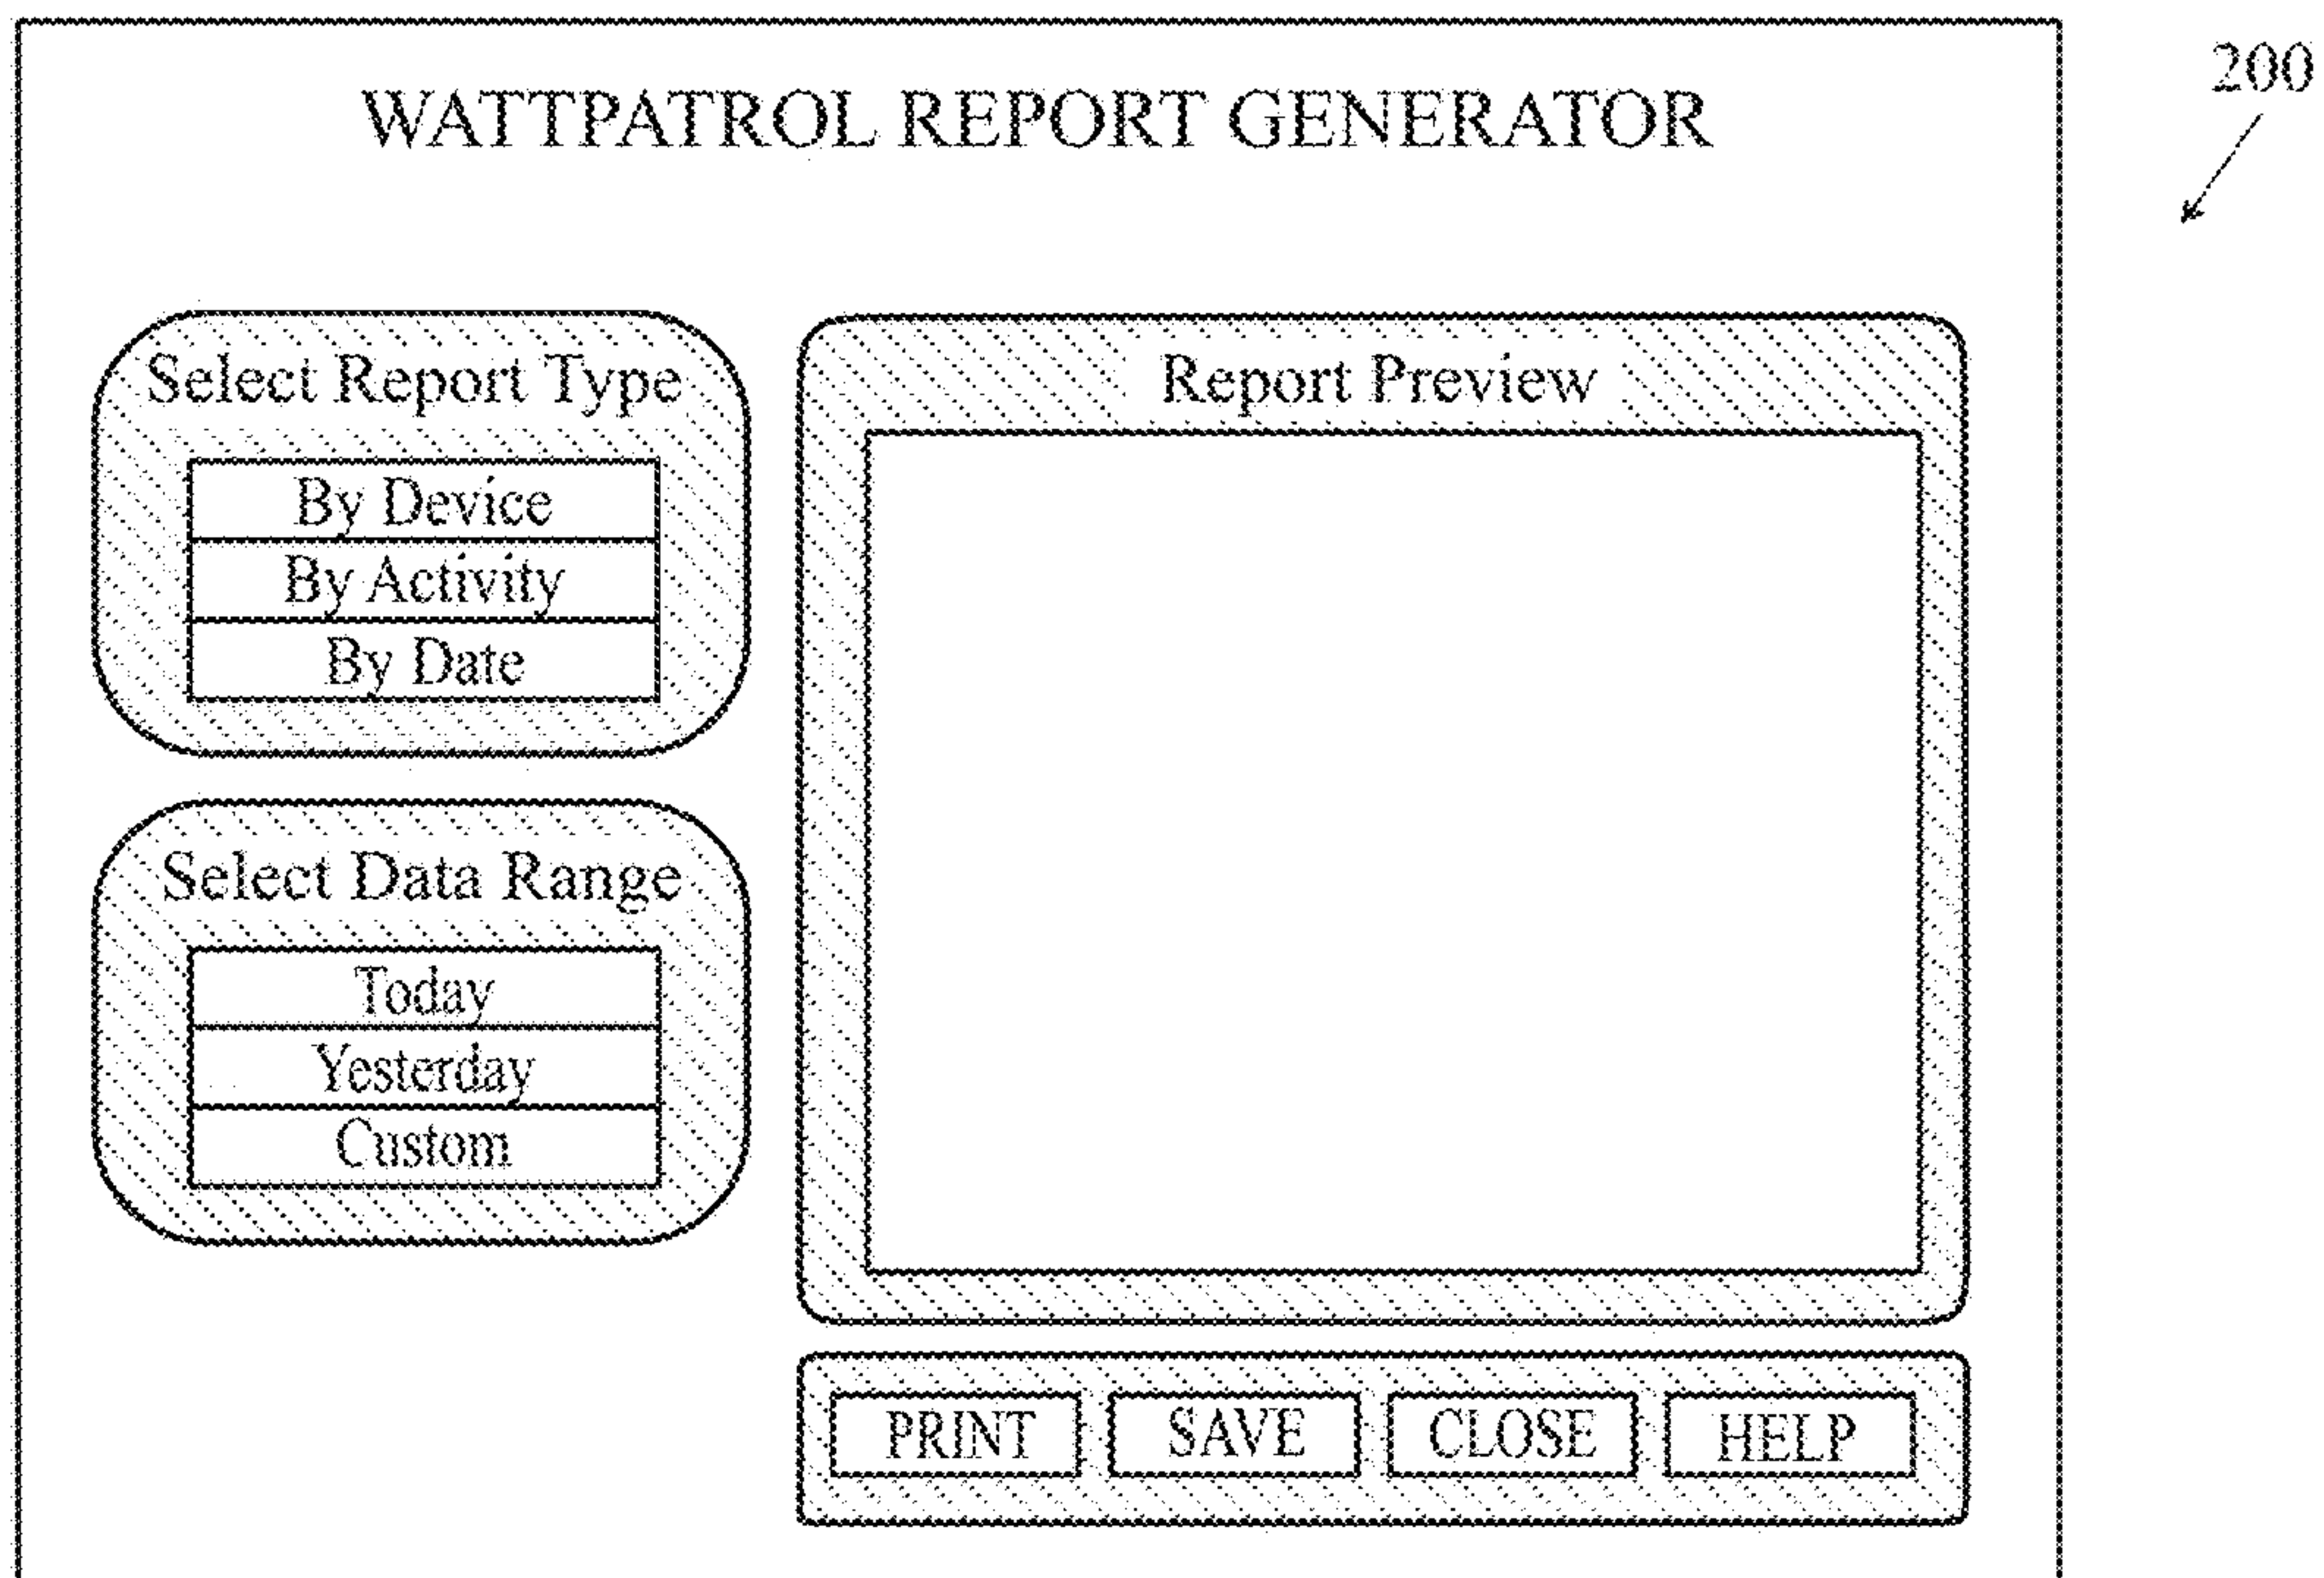 200
WATTPATROL REPORT GENERATOR
Select Report Type
By Device
By Activity
By Date
Select Data Range
Today
Yesterday
Custom
Report Preview
PRINT
SAVE
CLOSE
HELP